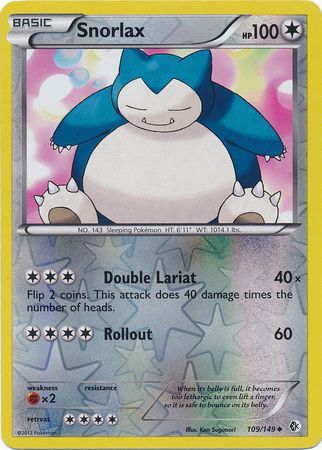 BASIC
Snorlax HP100
NO. 143 Sleeping Pokémon HT: 6'11" WT: 1014.1 lbs.
Double Lariat 40×
Flip 2 coins. This attack does 40 damage times the
number of heads.
Rollout 60
weakness resistance
×2
retreat
When its belly is full, it becomes
too lethargic to even lift a finger,
so it is safe to bounce on its belly.
©2012 Pokémon Illus. Ken Sugimori 109/149